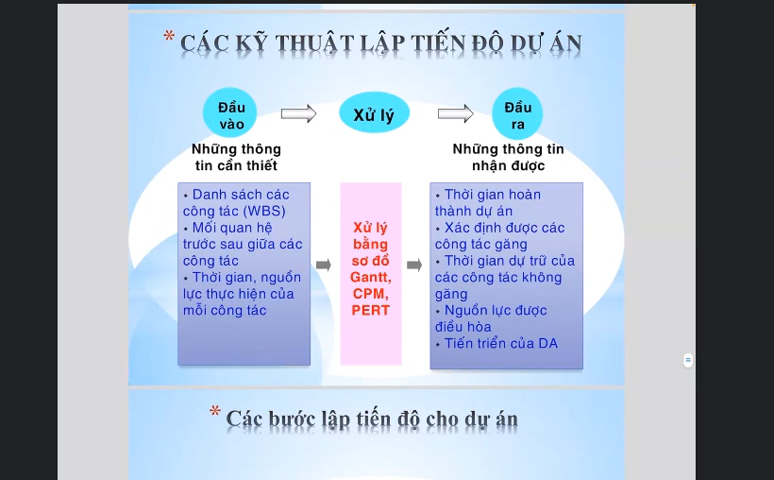 * CÁC KỸ THUẬT LẬP TIẾN ĐỘ DỰ ÁN
Đầu
vào
Xử lý
Đầu
ra
Những thông
tin cần thiết
Những thông tin
nhận được
• Danh sách các
công tác (WBS)
• Mối quan hệ
trước sau giữa các
công tác
• Thời gian, nguồn
lực thực hiện của
mỗi công tác
Xử lý
bằng
sơ đồ
Gantt,
CPM,
PERT
• Thời gian hoàn
thành dự án
• Xác định được các
công tác găng
• Thời gian dự trữ của
các công tác không
găng
• Nguồn lực được
điều hòa
• Tiến triển của DA
* Các bước lập tiến độ cho dự án